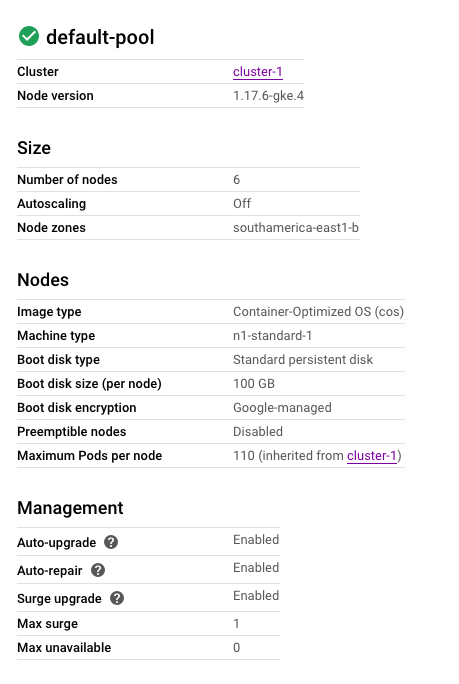 default-pool
Cluster cluster-1
Node version 1.17.6-gke.4
Size
Number of nodes 6
Autoscaling Off
Node zones southamerica-east1-b
Nodes
Image type Container-Optimized OS (cos)
Machine type n1-standard-1
Boot disk type Standard persistent disk
Boot disk size (per node) 100 GB
Boot disk encryption Google-managed
Preemptible nodes Disabled
Maximum Pods per node 110 (inherited from cluster-1)
Management
Auto-upgrade ? Enabled
Auto-repair ? Enabled
Surge upgrade ? Enabled
Max surge 1
Max unavailable 0